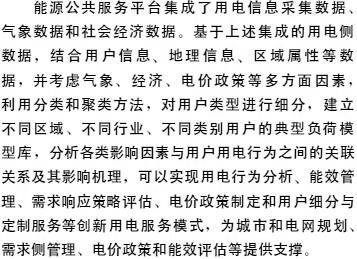 能源公共服务平台集成了用电信息采集数据、
气象数据和社会经济数据。基于上述集成的用电侧
数据，结合用户信息、地理信息、区域属性等数
据，并考虑气象、经济、电价政策等多方面因素，
利用分类和聚类方法，对用户类型进行细分，建立
不同区域、不同行业、不同类别用户的典型负荷模
型库，分析各类影响因素与用户用电行为之间的关联
关系及其影响机理，可以实现用电行为分析、能效管
理、需求响应策略评估、电价政策制定和用户细分与
定制服务等创新用电服务模式，为城市和电网规划、
需求侧管理、电价政策和能效评估等提供支撑。